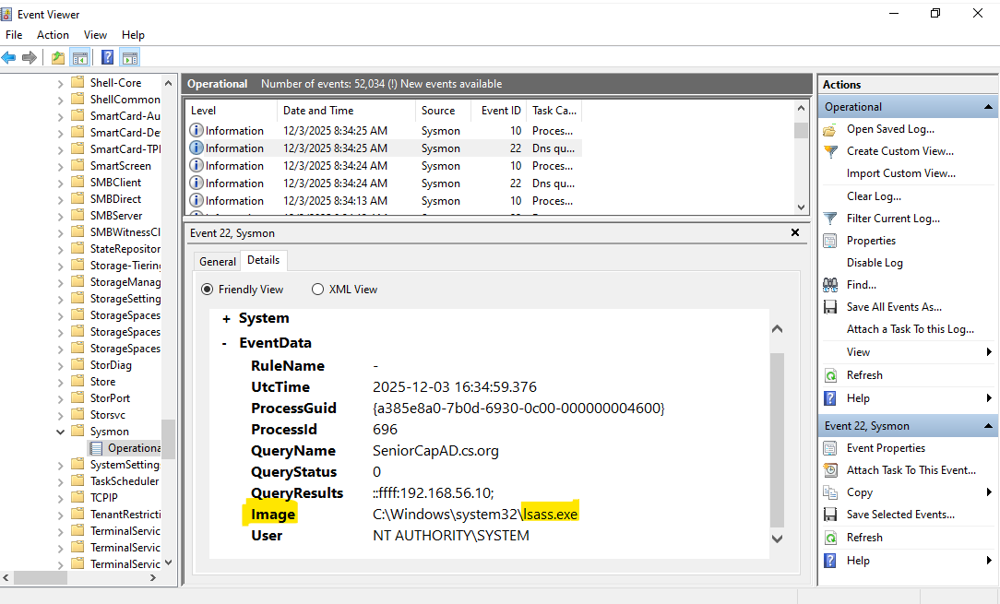 Event Viewer
File Action View Help
Shell-Core
ShellCommon
SmartCard-Au
SmartCard-De
SmartCard-TPI
SmartScreen
SMBClient
SMBDirect
SMBServer
SMBWitnessCl
StateRepositor
Storage-Tiering
StorageManag
StorageSetting
StorageSpaces
StorageSpaces
StorageSpaces
StorDiag
Store
StorPort
Storsvc
Sysmon
Operationa
SystemSettings
TaskScheduler
TCPIP
TenantRestricti
TerminalServic
TerminalServic
TerminalServic
Operational Number of events: 52,034 (!) New events available
Level Date and Time Source Event ID Task Ca...
Information 12/3/2025 8:34:25 AM Sysmon 10 Proces...
Information 12/3/2025 8:34:25 AM Sysmon 22 Dns qu...
Information 12/3/2025 8:34:24 AM Sysmon 10 Proces...
Information 12/3/2025 8:34:24 AM Sysmon 22 Dns qu...
Information 12/3/2025 8:34:13 AM Sysmon 10 Proces...
Event 22, Sysmon
General Details
Friendly View XML View
+ System
- EventData
RuleName -
UtcTime 2025-12-03 16:34:59.376
ProcessGuid {a385e8a0-7b0d-6930-0c00-000000004600}
ProcessId 696
QueryName SeniorCapAD.cs.org
QueryStatus 0
QueryResults ::ffff:192.168.56.10;
Image C:\Windows\system32\lsass.exe
User NT AUTHORITY\SYSTEM
Actions
Operational
Open Saved Log...
Create Custom View...
Import Custom View...
Clear Log...
Filter Current Log...
Properties
Disable Log
Find...
Save All Events As...
Attach a Task To this Log...
View
Refresh
Help
Event 22, Sysmon
Event Properties
Attach Task To This Event...
Copy
Save Selected Events...
Refresh
Help